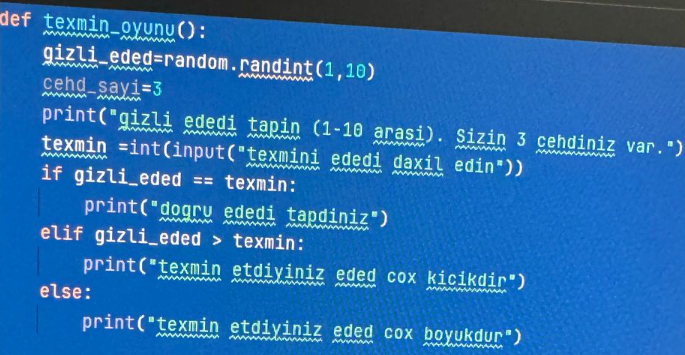 def texmin_oyunu():
gizli_eded=random.randint(1,10)
cehd_sayi=3
print("gizli ededi tapin (1-10 arasi). Sizin 3 cehdiniz var.")
texmin =int(input("texmini ededi daxil edin"))
if gizli_eded == texmin:
print("dogru ededi tapdiniz")
elif gizli_eded > texmin:
print("texmin etdiyiniz eded cox kicikdir")
else:
print("texmin etdiyiniz eded cox boyukdur")